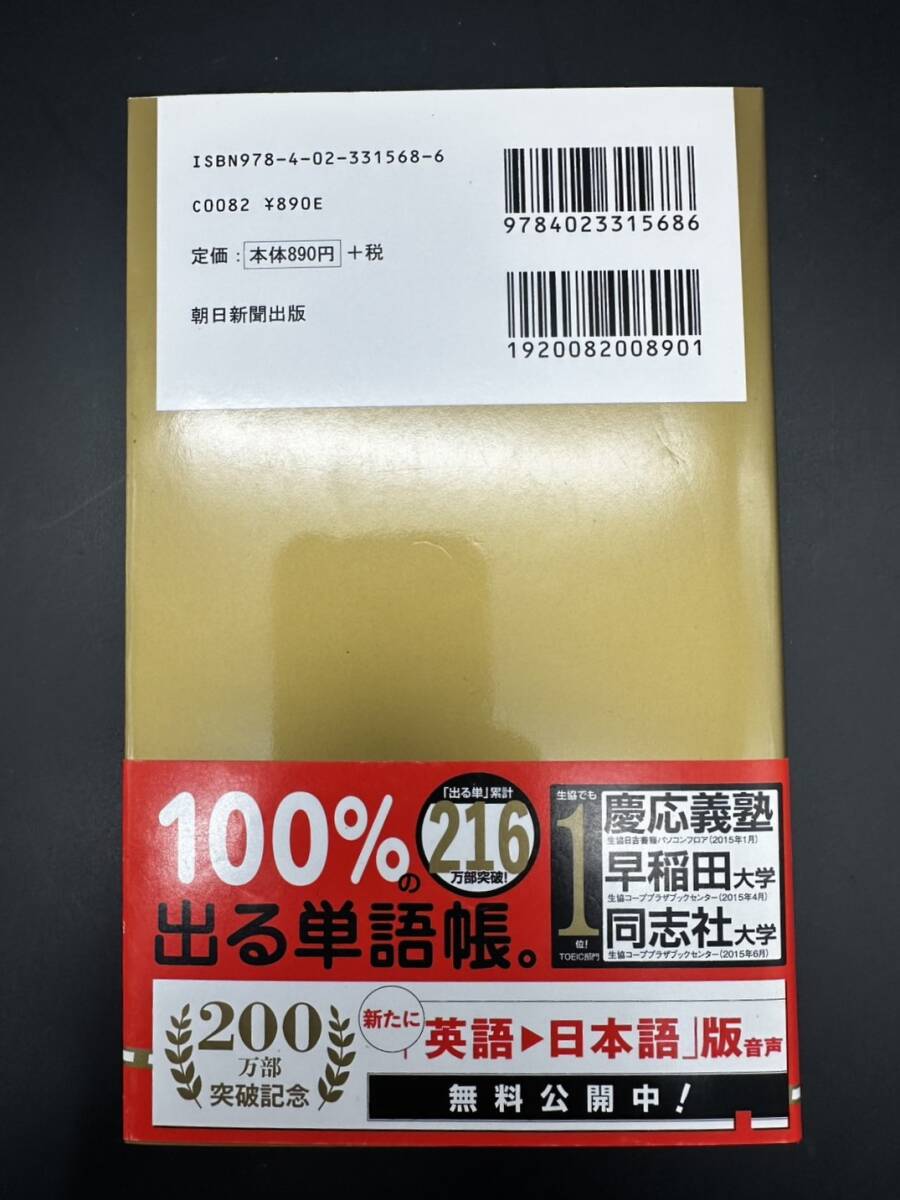 ISBN978-4-02-331568-6
C0082 ¥890E
定価：本体890円＋税
朝日新聞出版
9784023315686
1920082008901
100%の
出る単語帳。
「出る単」累計
216
万部突破!
生協でも
1
位!
TOEIC部門
慶応義塾
生協日吉書籍パソコンフロア(2015年1月)
早稲田大学
生協コーププラザブックセンター(2015年4月)
同志社大学
生協コーププラザブックセンター(2015年6月)
200
万部
突破記念
新たに
「英語▶日本語」版音声
無料公開中!